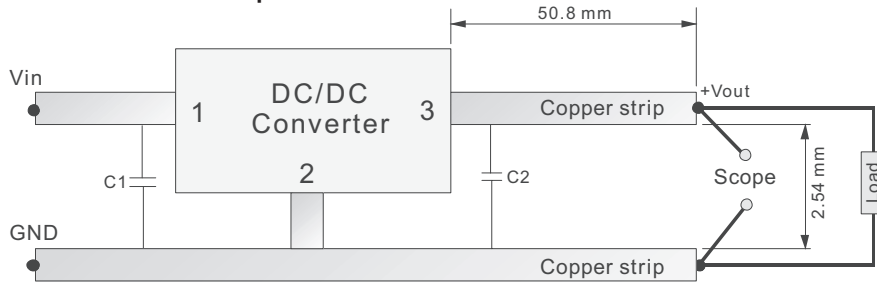 50.8 mm
Vin
+Vout
DC/DC
Converter
1
3
Copper strip
2
C1
C2
Scope
2.54 mm
Load
GND
Copper strip